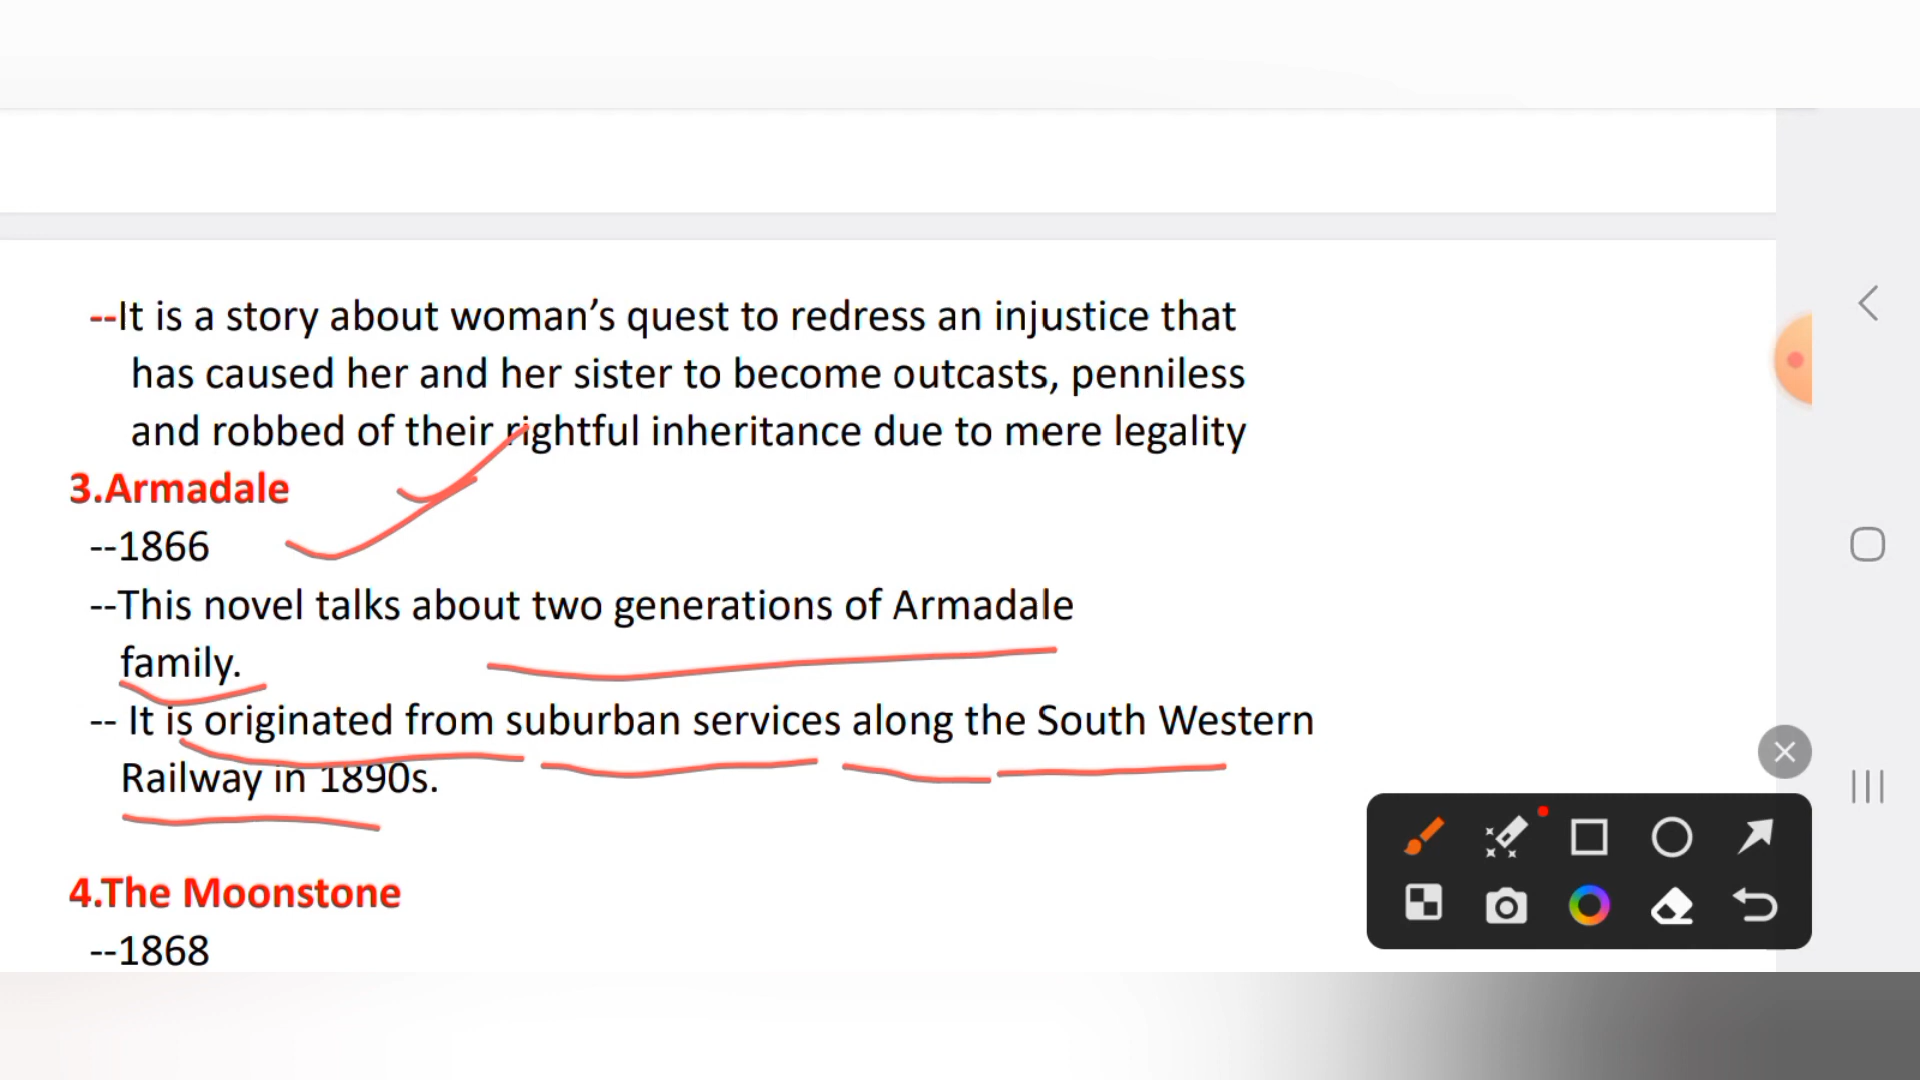 --It is a story about woman’s quest to redress an injustice that
has caused her and her sister to become outcasts, penniless
and robbed of their rightful inheritance due to mere legality
3.Armadale
--1866
--This novel talks about two generations of Armadale
family.
-- It is originated from suburban services along the South Western
Railway in 1890s.
4.The Moonstone
--1868